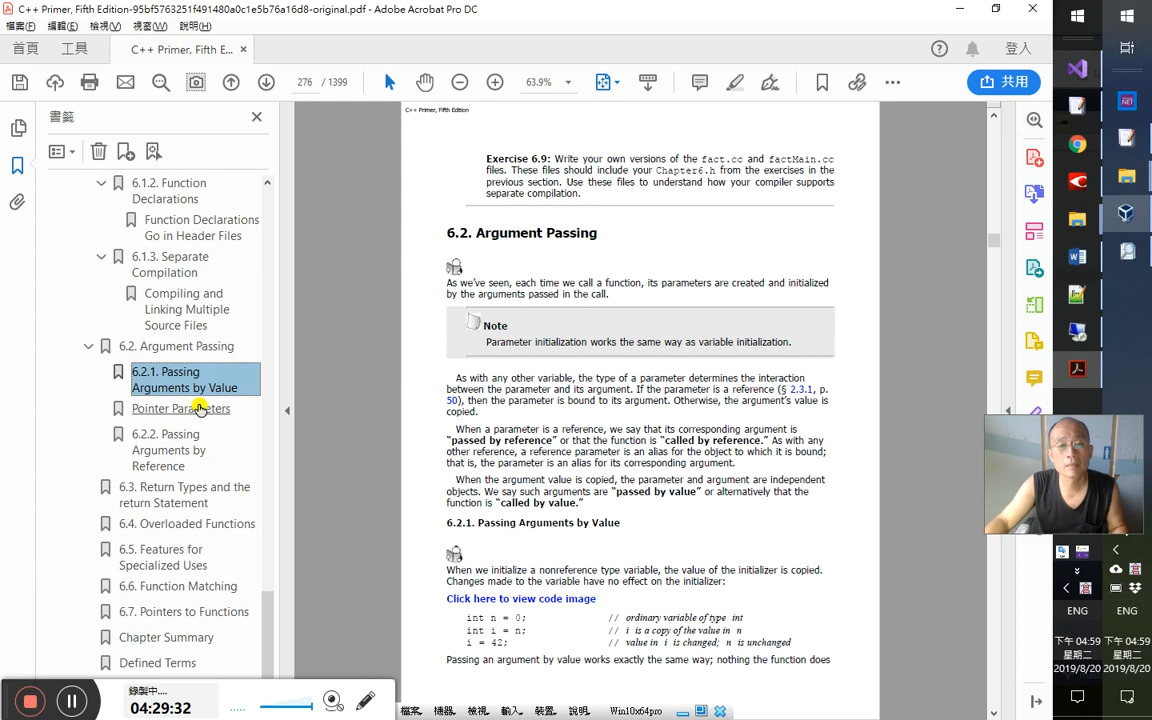 C++ Primer, Fifth Edition-95bf5763251f491480a0c1e5b76a16d8-original.pdf - Adobe Acrobat Pro DC
檔案(F) 編輯(E) 檢視(V) 視窗(W) 說明(H)
首頁 工具 C++ Primer, Fifth E... × 登入
276 / 1399 63.9% 共用
書籤
6.1.2. Function
Declarations
Function Declarations
Go in Header Files
6.1.3. Separate
Compilation
Compiling and
Linking Multiple
Source Files
6.2. Argument Passing
6.2.1. Passing
Arguments by Value
Pointer Parameters
6.2.2. Passing
Arguments by
Reference
6.3. Return Types and the
return Statement
6.4. Overloaded Functions
6.5. Features for
Specialized Uses
6.6. Function Matching
6.7. Pointers to Functions
Chapter Summary
Defined Terms
C++ Primer, Fifth Edition
Exercise 6.9: Write your own versions of the fact.cc and factMain.cc
files. These files should include your Chapter6.h from the exercises in the
previous section. Use these files to understand how your compiler supports
separate compilation.
6.2. Argument Passing
As we've seen, each time we call a function, its parameters are created and initialized
by the arguments passed in the call.
Note
Parameter initialization works the same way as variable initialization.
As with any other variable, the type of a parameter determines the interaction
between the parameter and its argument. If the parameter is a reference (§ 2.3.1, p.
50), then the parameter is bound to its argument. Otherwise, the argument's value is
copied.
When a parameter is a reference, we say that its corresponding argument is
“passed by reference” or that the function is “called by reference.” As with any
other reference, a reference parameter is an alias for the object to which it is bound;
that is, the parameter is an alias for its corresponding argument.
When the argument value is copied, the parameter and argument are independent
objects. We say such arguments are “passed by value” or alternatively that the
function is “called by value.”
6.2.1. Passing Arguments by Value
When we initialize a nonreference type variable, the value of the initializer is copied.
Changes made to the variable have no effect on the initializer:
Click here to view code image
int n = 0; // ordinary variable of type int
int i = n; // i is a copy of the value in n
i = 42; // value in i is changed; n is unchanged
Passing an argument by value works exactly the same way; nothing the function does
.NET
ENG ENG
下午 04:59 下午 04:59
星期二 星期二
2019/8/20 2019/8/20
錄製中....
04:29:32
檔案 機器 檢視 輸入 裝置 說明 Win10x64pro